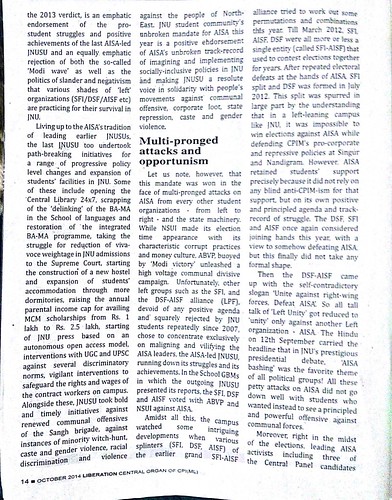 the 2013 verdict, is an emphatic
endorsement of the pro-
student struggles and positive
achievements of the last AISA-led
JNUSU and an equally emphatic
rejection of both the so-called
'Modi wave' as well as the
politics of slander and negativism
that various shades of 'left'
organizations (SFI/DSF/AISF etc)
are practicing for their survival in
JNU.
Living up to the AISA's tradition
of leading earlier JNUSUs,
the last JNUSU too undertook
path-breaking initiatives for
a range of progressive policy
level changes and expansion of
students' facilities in JNU. Some
of these include opening the
Central Library 24x7, scrapping
of the 'delinking' of the BA-MA
in the School of languages and
restoration of the integrated
BA-MA programme, taking the
struggle for reduction of viva-
voce weightage in JNU admissions
to the Supreme Court, starting
the construction of a new hostel
and expansion of students'
accommodation through more
dormitories, raising the annual
parental income cap for availing
MCM scholarships from Rs. 1
lakh to Rs. 2.5 lakh, starting
of JNU press based on an
autonomous open access model,
interventions with UGC and UPSC
against several discriminatory
norms, vigilant interventions to
safeguard the rights and wages of
the contract workers on campus.
Alongside these, JNUSU took bold
and timely initiatives against
renewed communal offensives
of the Sangh brigade, against
instances of minority witch-hunt,
caste and gender violence, racial
discrimination and violence
against the people of North-
East. JNU student community's
unbroken mandate for AISA this
year is a positive endorsement
of AISA's unbroken track-record
of imagining and implementing
socially-inclusive policies in JNU
and making JNUSU a resolute
voice in solidarity with people's
movements against communal
offensive, corporate loot, state
repression, caste and gender
violence.
Multi-pronged
attacks and
opportunism
Let us note, however, that
this mandate was won in the
face of multi-pronged attacks on
AISA from every other student
organizations - from left to
right - and the state machinery.
While NSUI made its election
time appearance with its
characteristic corrupt practices
and money culture, ABVP, buoyed
by 'Modi victory' unleashed a
high voltage communal divisive
campaign. Unfortunately, other
left groups such as the SFI, and
the DSF-AISF alliance (LPF),
devoid of any positive agenda
and squarely rejected by JNU
students repeatedly since 2007,
chose to concentrate exclusively
on maligning and vilifying the
AISA leaders, the AISA-led JNUSU,
running down its struggles and its
achievements. In the School GBMs
in which the outgoing JNUSU
presented its reports, the SFI, DSF
and AISF voted with ABVP and
NSUI against AISA.
Amidst all this, the campus
watched some intriguing
developments when various
splinters (SFI, DSF, AISF) of
the earlier grand SFI-AISF
alliance tried to work out some
permutations and combinations
this year. Till March 2012, SFI,
AISF, DSF were all more or less a
single entity (called SFI-AISF) that
used to contest elections together
for years. After repeated electoral
defeats at the hands of AISA, SFI
split and DSF was formed in July
2012. This split was spurred in
large part by the understanding
that in a left-leaning campus
like JNU, it was impossible to
win elections against AISA while
defending CPIM's pro-corporate
and repressive policies at Singur
and Nandigram. However, AISA
retained students' support
precisely because it did not rely on
any blind anti-CPIM-ism for that
support, but on its own positive
and principled agenda and track-
record of struggle. The DSF, SFI
and AISF once again considered
joining hands this year, with a
view to somehow defeating AISA,
but this finally did not take any
formal shape.
Then the DSF-AISF came
up with the self-contradictory
slogan 'Unite against right-wing
forces, Defeat AISA'. So all tall
talk of 'Left Unity' got reduced to
'unity' only against another Left
organization - AISA. The Hindu
on 12th September carried the
headline that in JNU's prestigious
presidential debate, 'AISA
bashing' was the favorite theme
of all political groups! All these
petty attacks on AISA did not go
down well with students who
wanted instead to see a principled
and powerful offensive against
communal forces.
Moreover, right in the midst
of the elections, leading AISA
activists including three of
the Central Panel candidates
14 ■ OCTOBER 2014 LIBERATION CENTRAL ORGAN OF CPI(ML)